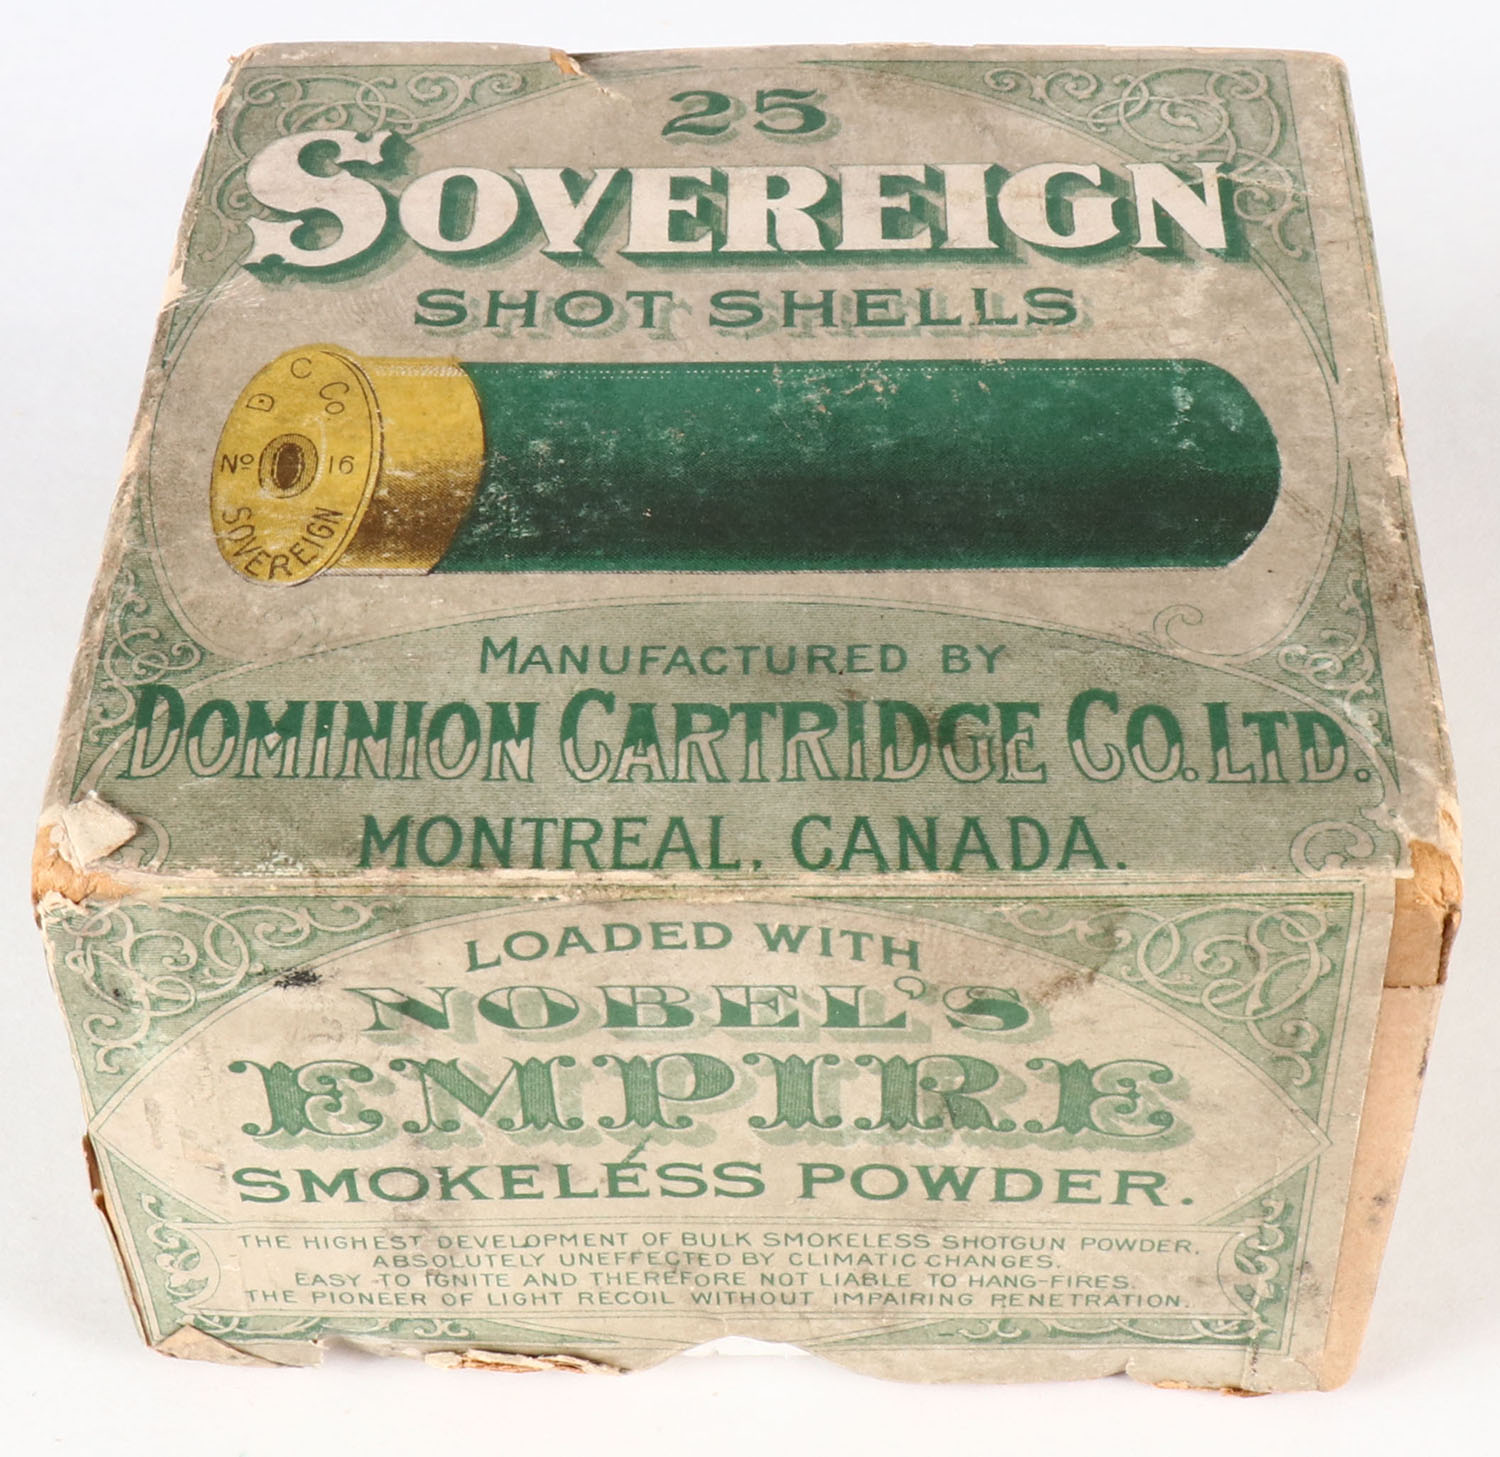 25
SOVEREIGN
SHOT SHELLS
D C Co
No 16
SOVEREIGN
MANUFACTURED BY
DOMINION CARTRIDGE CO. LTD.
MONTREAL, CANADA.
LOADED WITH
NOBEL'S
EMPIRE
SMOKELESS POWDER.
THE HIGHEST DEVELOPMENT OF BULK SMOKELESS SHOTGUN POWDER,
ABSOLUTELY UNEFFECTED BY CLIMATIC CHANGES.
EASY TO IGNITE AND THEREFORE NOT LIABLE TO HANG-FIRES.
THE PIONEER OF LIGHT RECOIL WITHOUT IMPAIRING PENETRATION.